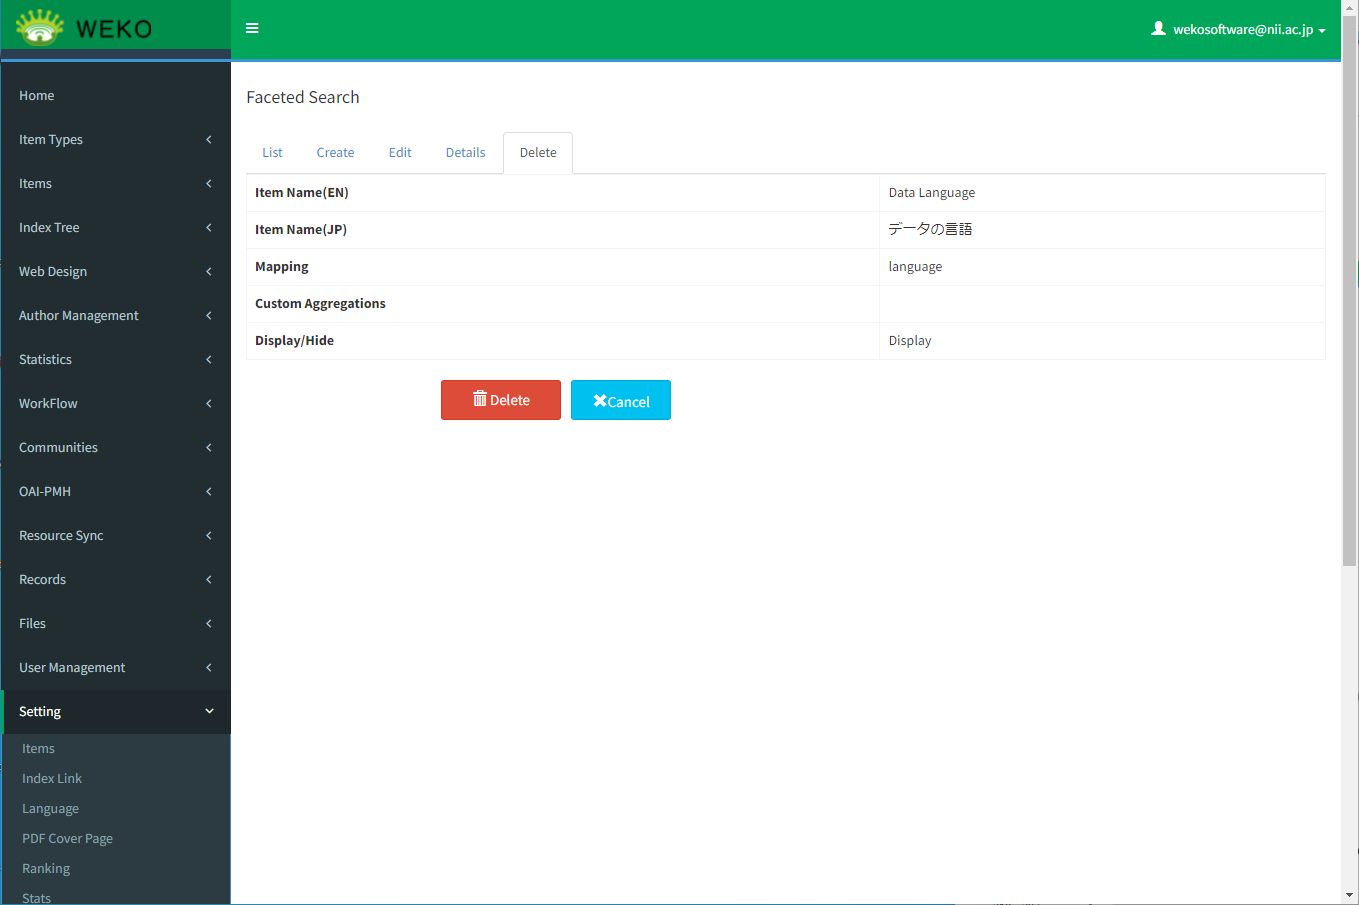 WEKO
wekosoftware@nii.ac.jp
Home
Item Types
Items
Index Tree
Web Design
Author Management
Statistics
WorkFlow
Communities
OAI-PMH
Resource Sync
Records
Files
User Management
Setting
Items
Index Link
Language
PDF Cover Page
Ranking
Stats
Faceted Search
List Create Edit Details Delete
Item Name(EN) Data Language
Item Name(JP) データの言語
Mapping language
Custom Aggregations
Display/Hide Display
Delete Cancel